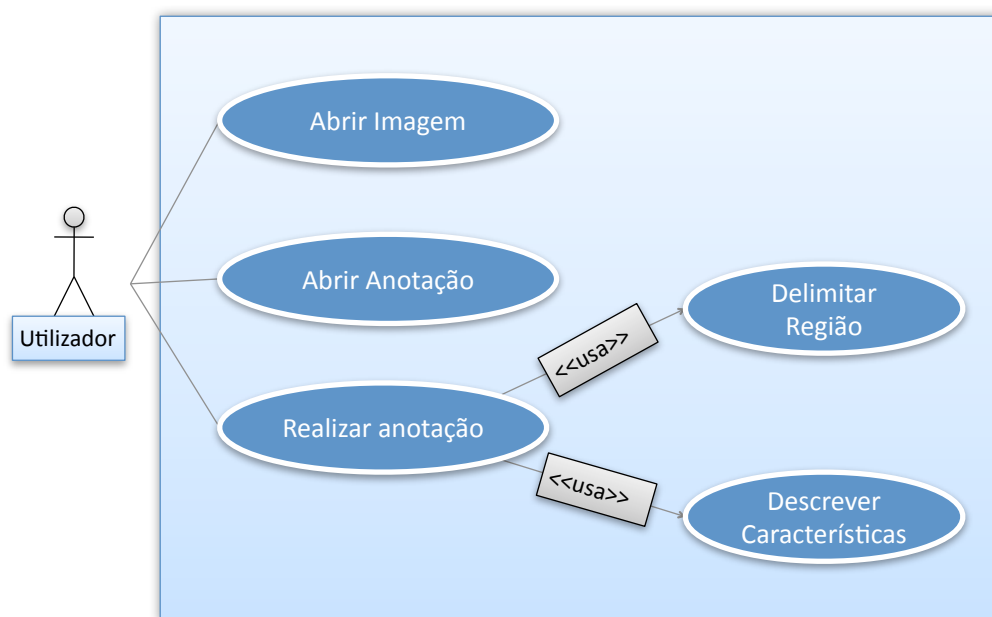 Abrir Imagem
Abrir Anotação
Utilizador
Realizar anotação
<<usa>>
Delimitar
Região
<<usa>>
Descrever
Características